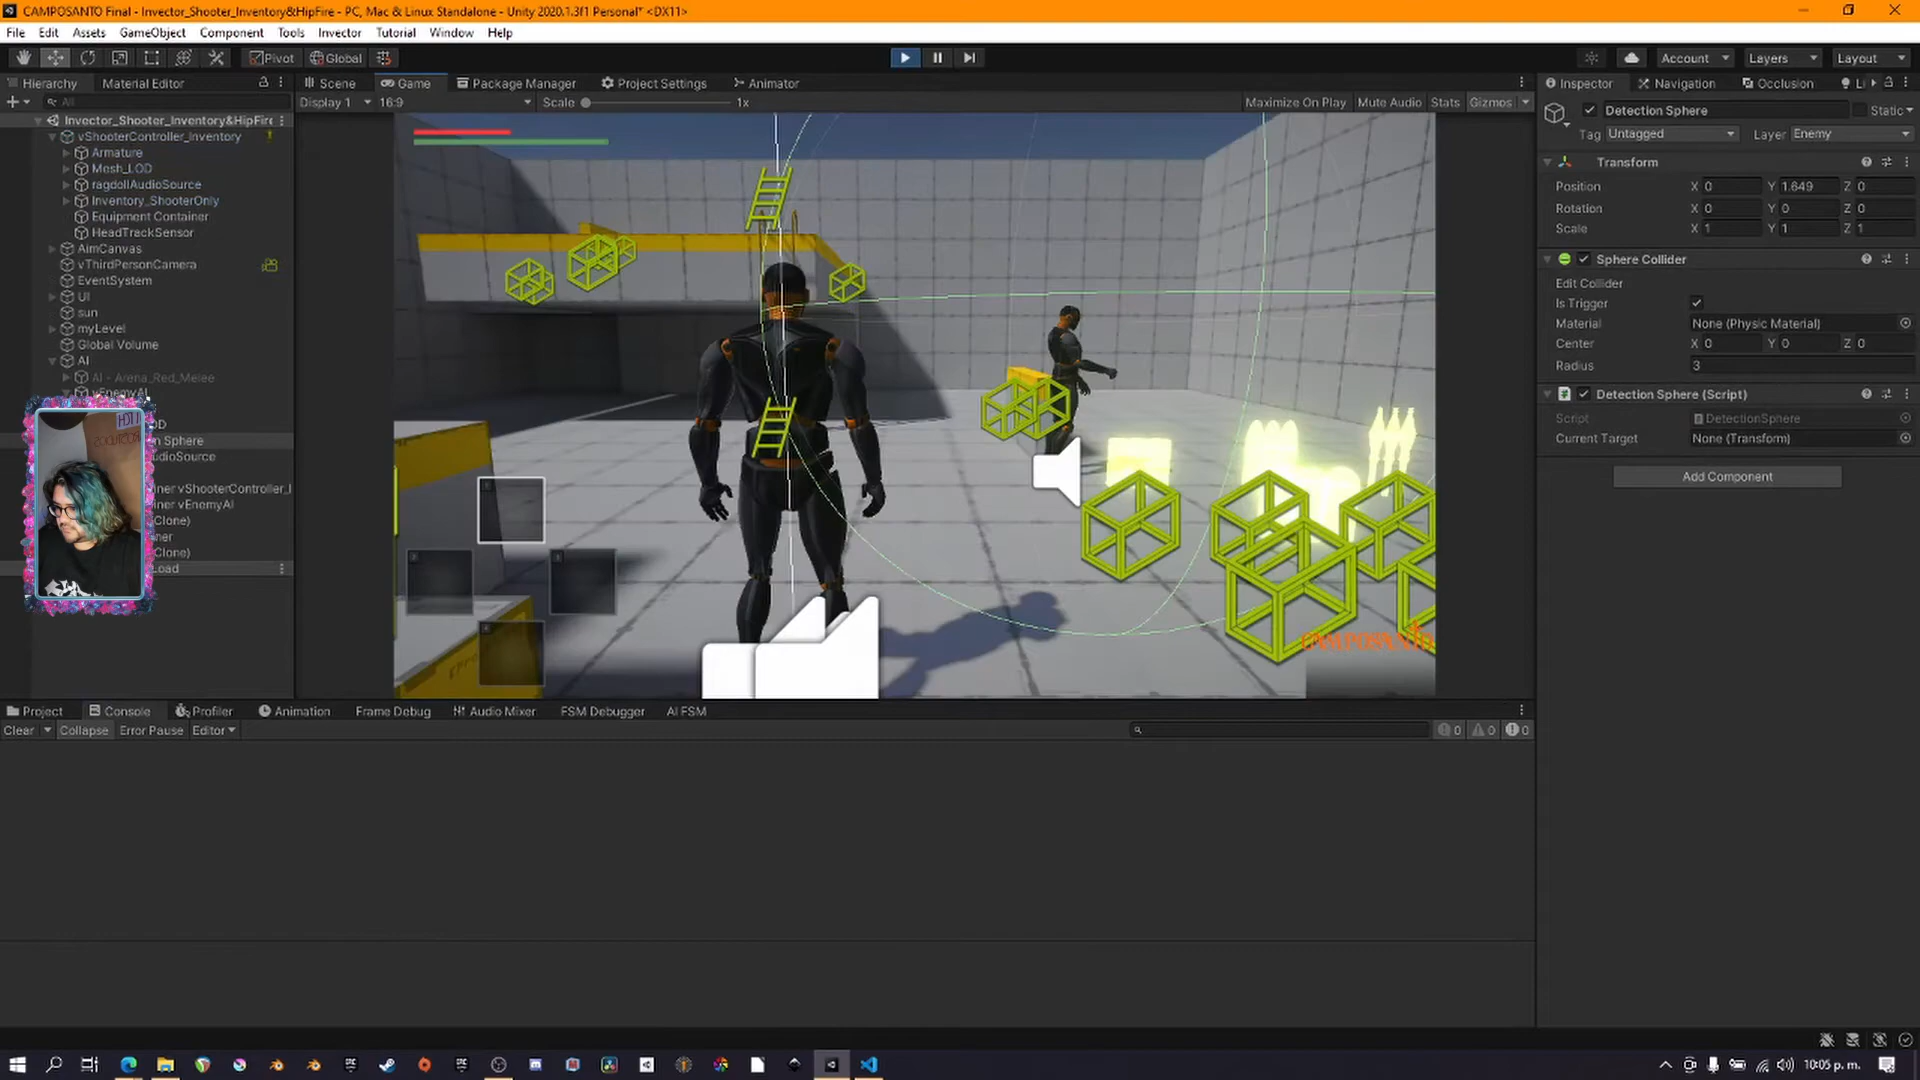 CAMPOSANTO Final - Invector_Shooter_Inventory&HipFire - PC, Mac & Linux Standalone - Unity 2020.1.3f1 Personal* <DX11>
File Edit Assets GameObject Component Tools Invector Tutorial Window Help
Pivot Global Account Layers Layout
Hierarchy Material Editor
Scene Game Package Manager Project Settings Animator
Inspector Navigation Occlusion Li
All
Display 1 16:9 Scale 1x Maximize On Play Mute Audio Stats Gizmos
Invector_Shooter_Inventory&HipFire
vShooterController_Inventory
Armature
Mesh_LOD
ragdollAudioSource
Inventory_ShooterOnly
Equipment Container
HeadTrackSensor
AimCanvas
vThirdPersonCamera
EventSystem
UI
sun
myLevel
Global Volume
AI
AI - Arena_Red_Melee
vEnemyAI
n Sphere
udioSource
iner vShooterController_I
iner vEnemyAI
(Clone)
ner
(Clone)
Load
CAMPOSANTO
Detection Sphere Static
Tag Untagged Layer Enemy
Transform
Position X 0 Y 1.649 Z 0
Rotation X 0 Y 0 Z 0
Scale X 1 Y 1 Z 1
Sphere Collider
Edit Collider
Is Trigger
Material None (Physic Material)
Center X 0 Y 0 Z 0
Radius 3
Detection Sphere (Script)
Script DetectionSphere
Current Target None (Transform)
Add Component
Project Console Profiler Animation Frame Debug Audio Mixer FSM Debugger AI FSM
Clear Collapse Error Pause Editor 0 0 0
10:05 p. m.